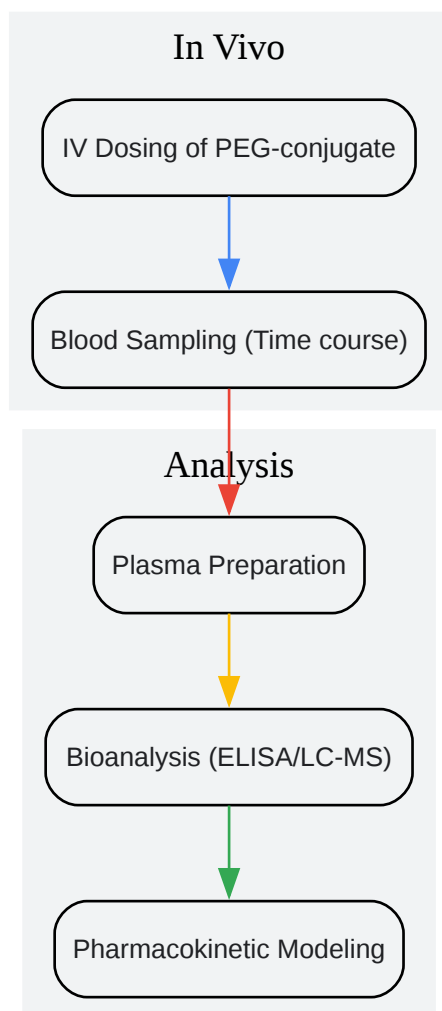 In Vivo
IV Dosing of PEG-conjugate
Blood Sampling (Time course)
Analysis
Plasma Preparation
Bioanalysis (ELISA/LC-MS)
Pharmacokinetic Modeling